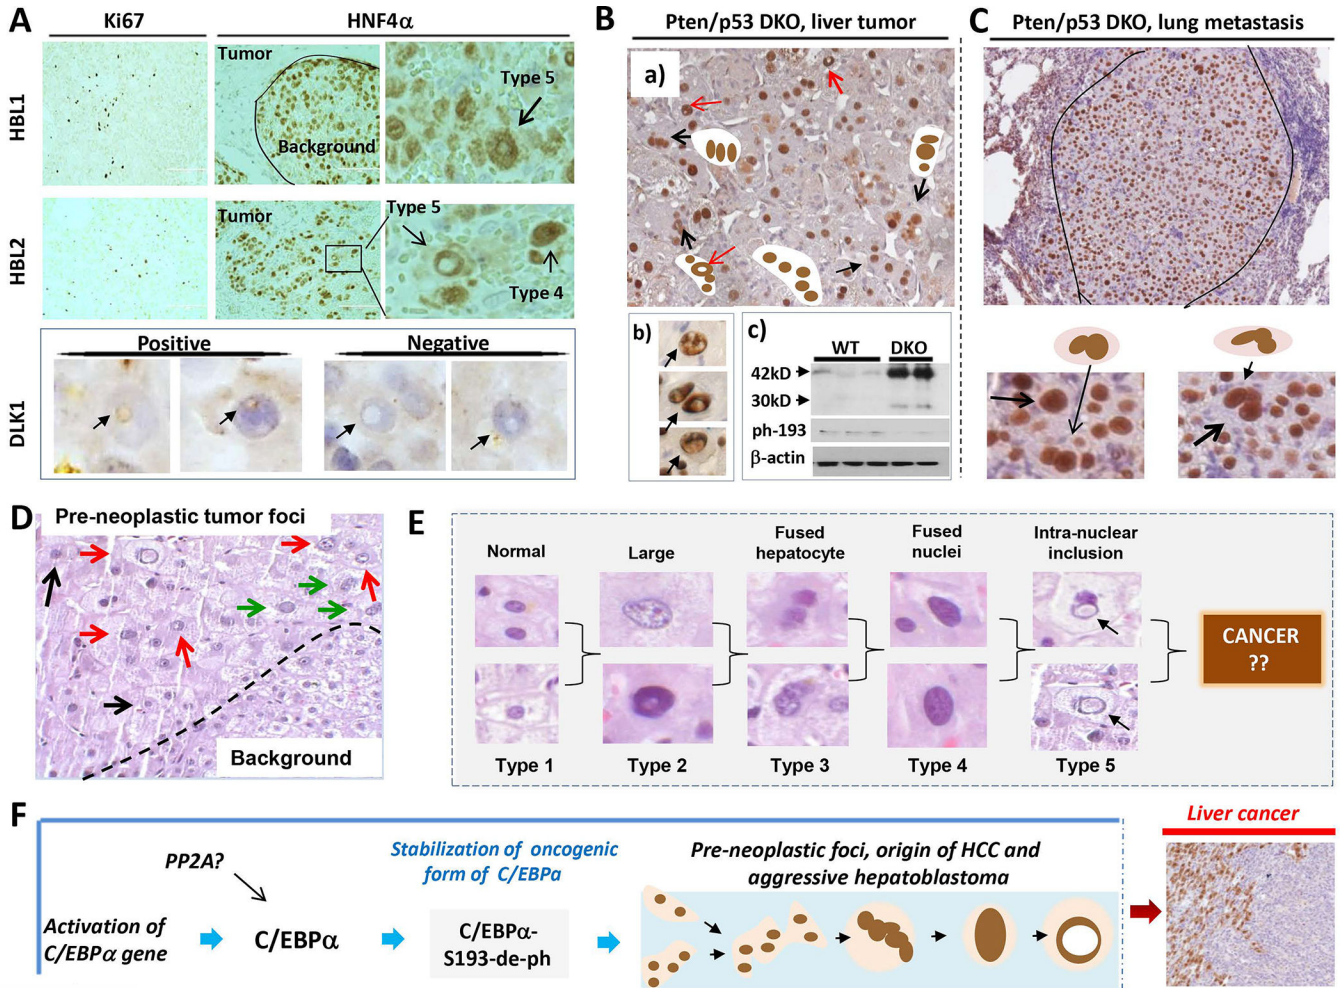 A
Ki67
HNF4α
HBL1
Tumor
Background
Type 5
HBL2
Tumor
Type 5
Type 4
DLK1
Positive
Negative
B
Pten/p53 DKO, liver tumor
a)
b)
c)
WT
DKO
42kD
30kD
ph-193
β-actin
C
Pten/p53 DKO, lung metastasis
D
Pre-neoplastic tumor foci
Background
E
Normal
Large
Fused
hepatocyte
Fused
nuclei
Intra-nuclear
inclusion
CANCER
??
Type 1
Type 2
Type 3
Type 4
Type 5
F
PP2A?
Activation of
C/EBPα gene
C/EBPα
Stabilization of oncogenic
form of C/EBPa
C/EBPα-
S193-de-ph
Pre-neoplastic foci, origin of HCC and
aggressive hepatoblastoma
Liver cancer